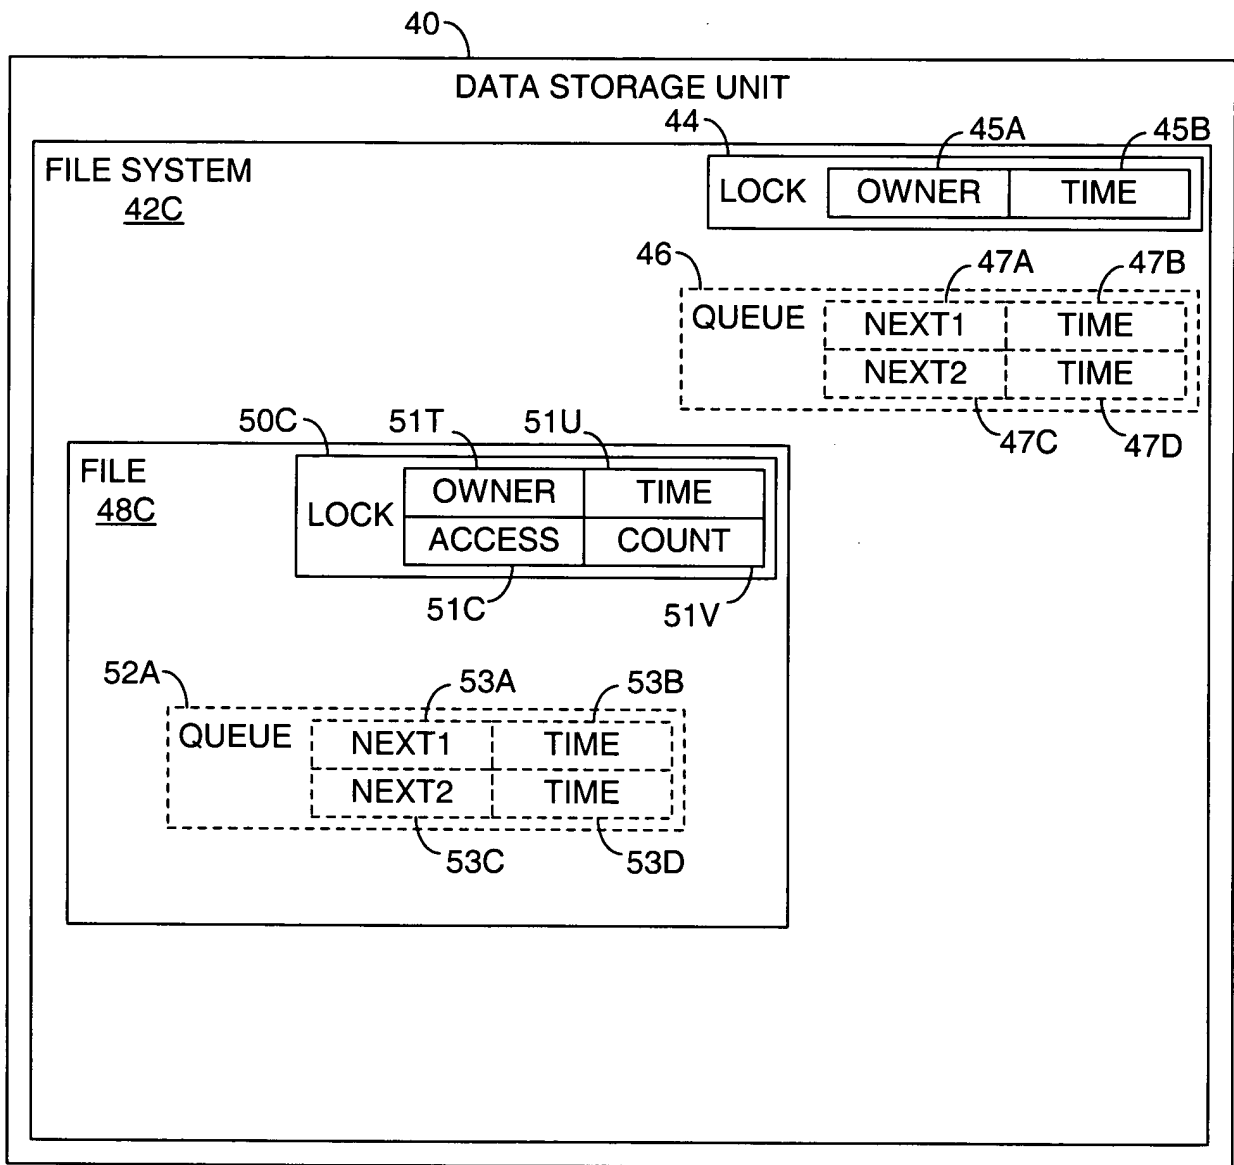 40
DATA STORAGE UNIT
44
45A
45B
FILE SYSTEM
42C
LOCK
OWNER
TIME
46
47A
47B
QUEUE
NEXT1
TIME
NEXT2
TIME
47C
47D
50C
51T
51U
FILE
48C
LOCK
OWNER
TIME
ACCESS
COUNT
51C
51V
52A
53A
53B
QUEUE
NEXT1
TIME
NEXT2
TIME
53C
53D